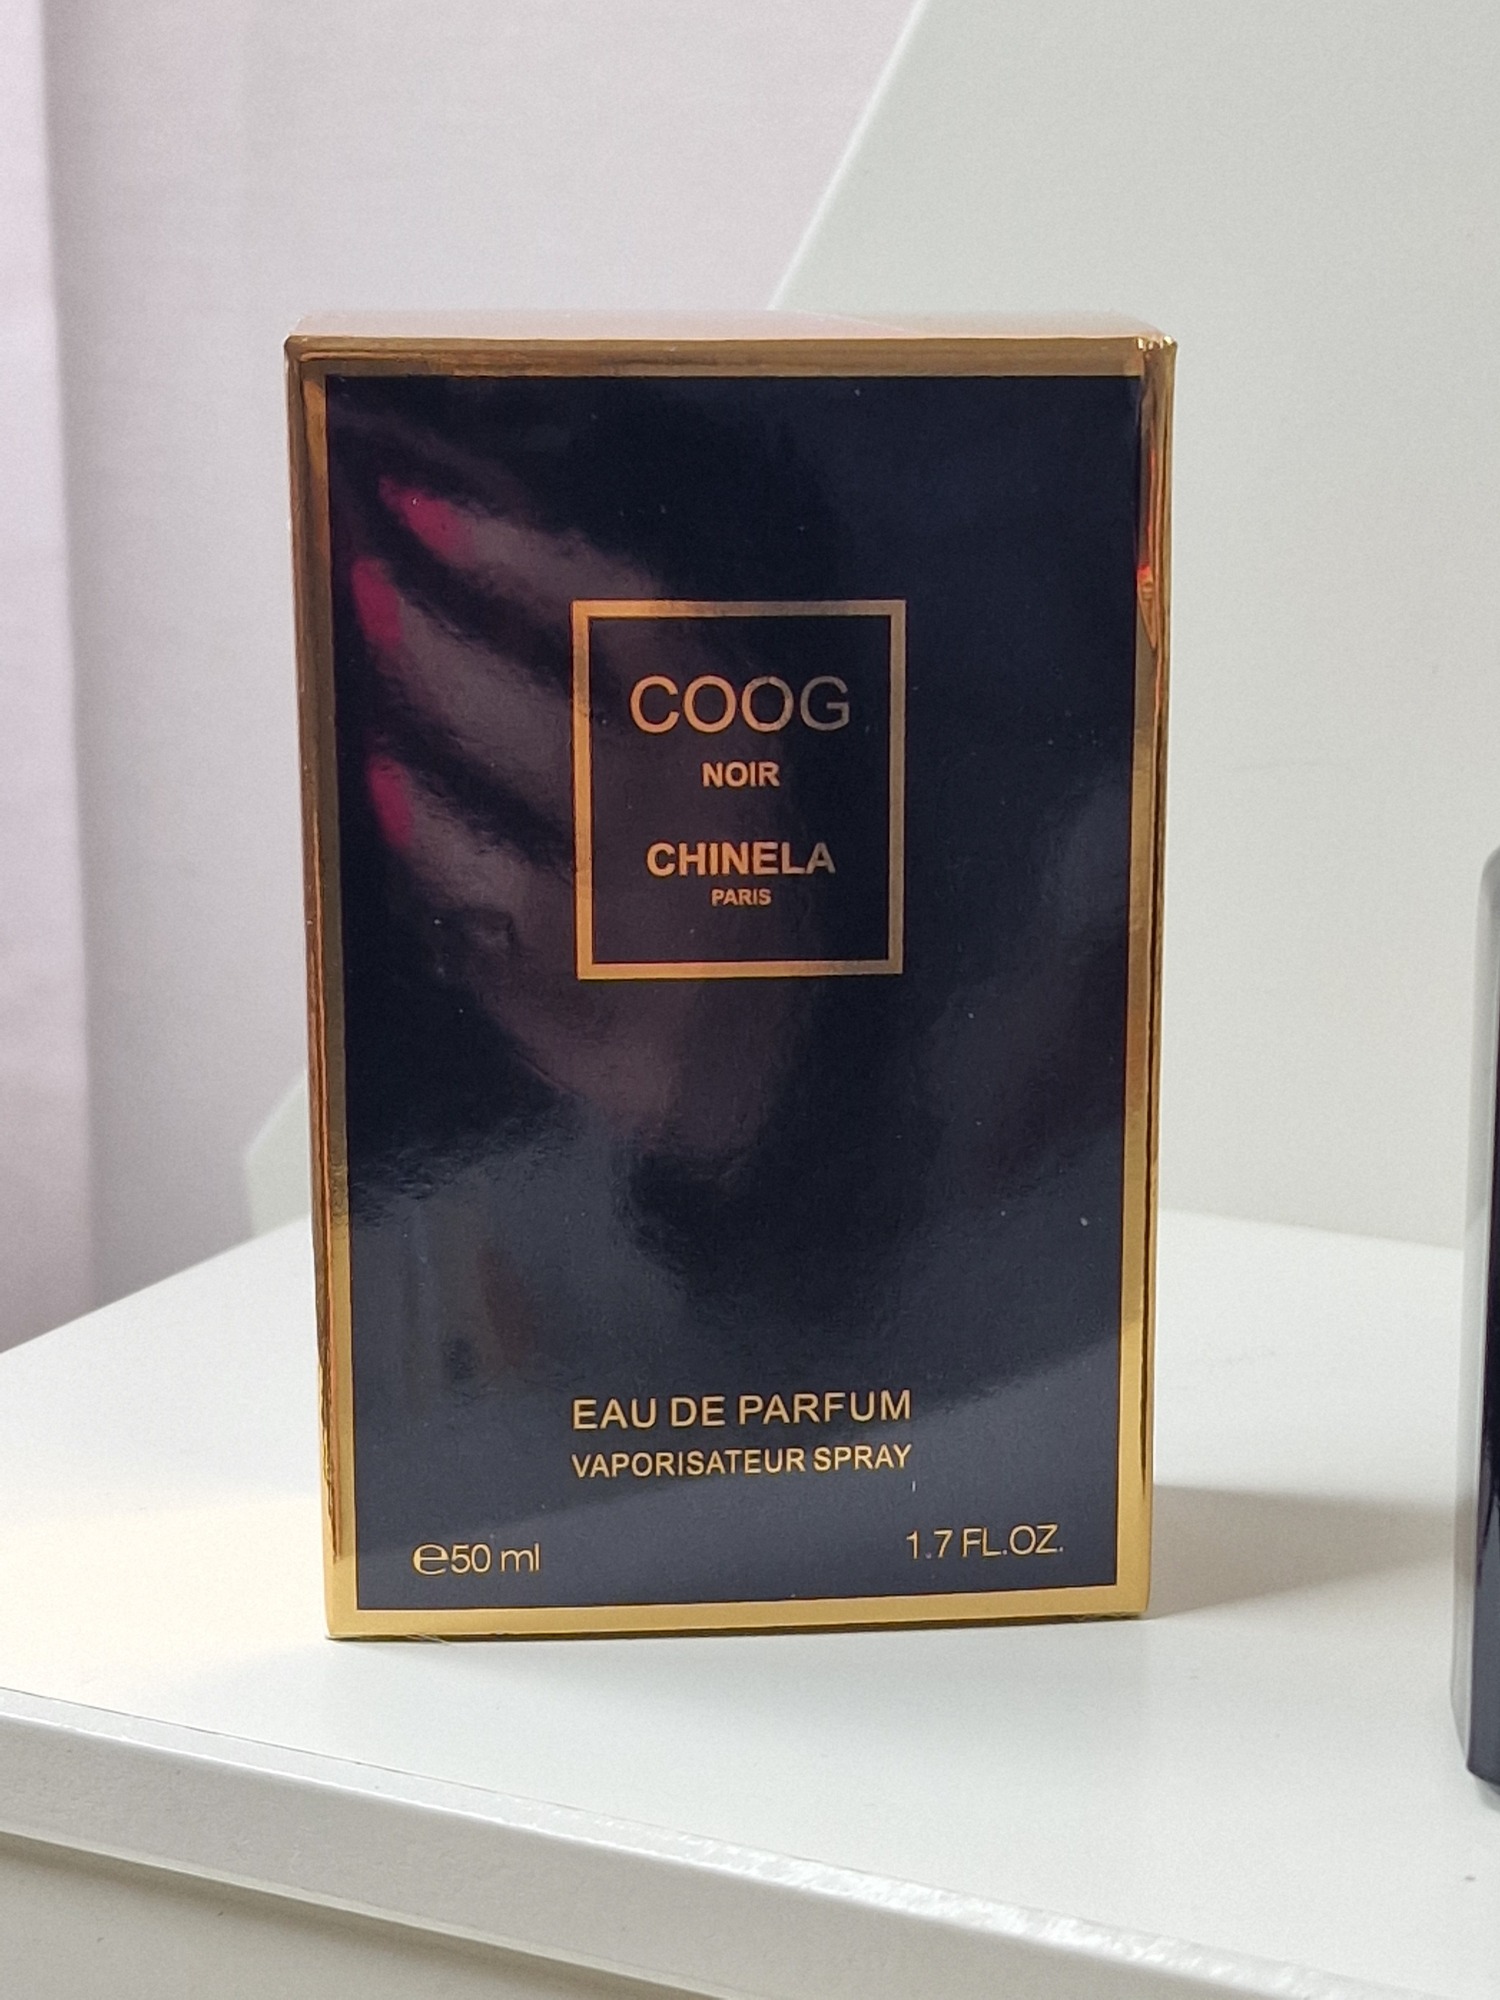 COOG
NOIR
CHINELA
PARIS
EAU DE PARFUM
VAPORISATEUR SPRAY
℮50 ml
1.7 FL.OZ.